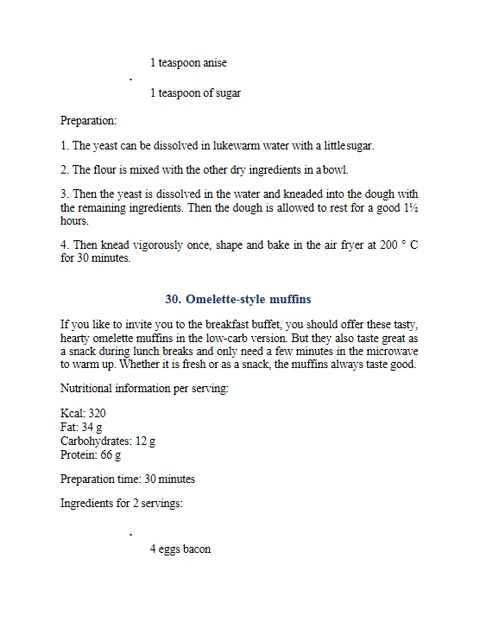 1 teaspoon anise
1 teaspoon of sugar
Preparation:
1. The yeast can be dissolved in lukewarm water with a little sugar.
2. The flour is mixed with the other dry ingredients in a bowl.
3. Then the yeast is dissolved in the water and kneaded into the dough with
the remaining ingredients. Then the dough is allowed to rest for a good 1½
hours.
4. Then knead vigorously once, shape and bake in the air fryer at 200 ° C
for 30 minutes.
30. Omelette-style muffins
If you like to invite you to the breakfast buffet, you should offer these tasty,
hearty omelette muffins in the low-carb version. But they also taste great as
a snack during lunch breaks and only need a few minutes in the microwave
to warm up. Whether it is fresh or as a snack, the muffins always taste good.
Nutritional information per serving:
Kcal: 320
Fat: 34 g
Carbohydrates: 12 g
Protein: 66 g
Preparation time: 30 minutes
Ingredients for 2 servings:
4 eggs bacon